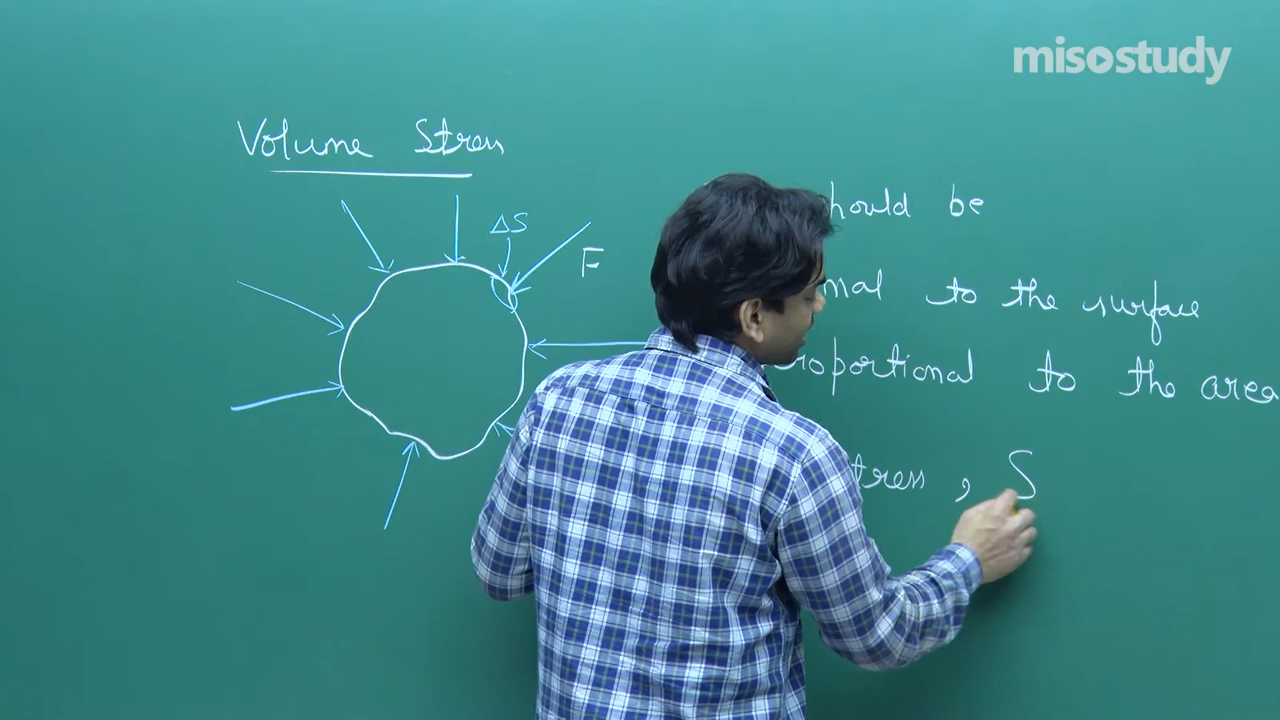 misostudy
Volume Stress
ΔS
F
hould be
mal to the surface
roportional to the area
tress , S